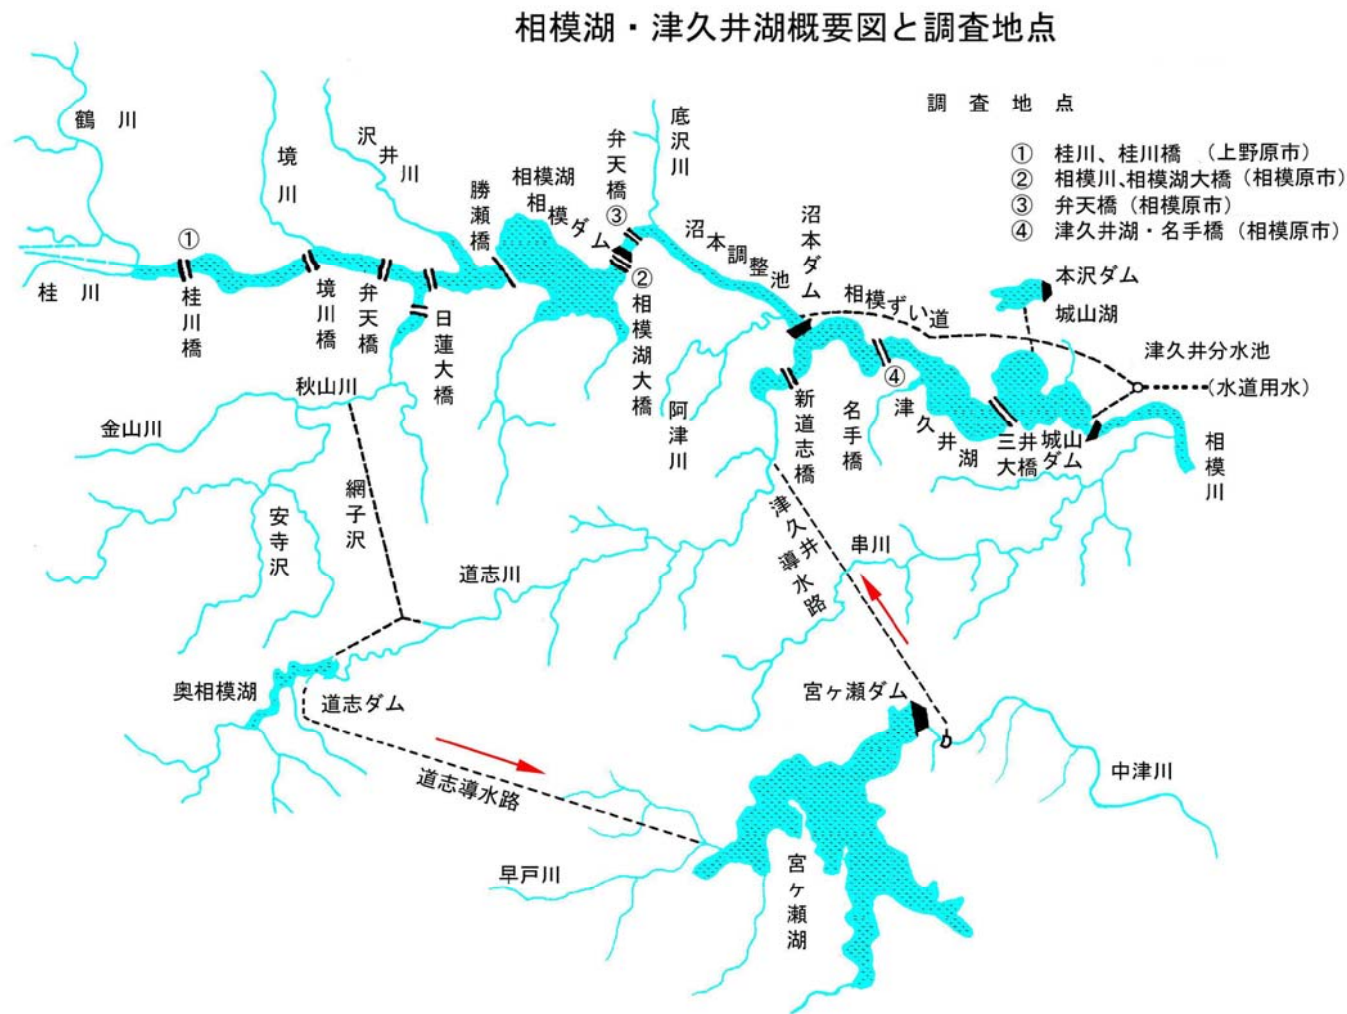 相模湖・津久井湖概要図と調査地点
調査地点
① 桂川、桂川橋 (上野原市)
② 相模川、相模湖大橋 (相模原市)
③ 弁天橋 (相模原市)
④ 津久井湖・名手橋 (相模原市)
鶴川
境川
沢井川
勝瀬橋
相模湖
相模ダム
弁天橋
③
底沢川
沼本調整池
沼本ダム
相模ずい道
本沢ダム
城山湖
津久井分水池
(水道用水)
①
桂川
桂川橋
境川橋
弁天橋
日蓮大橋
②
相模湖大橋
阿津川
新道志橋
名手橋
④
津久井湖
三井大橋
城山ダム
相模川
秋山川
金山川
網子沢
安寺沢
道志川
津久井導水路
串川
奥相模湖
道志ダム
道志導水路
宮ヶ瀬ダム
中津川
早戸川
宮ヶ瀬湖